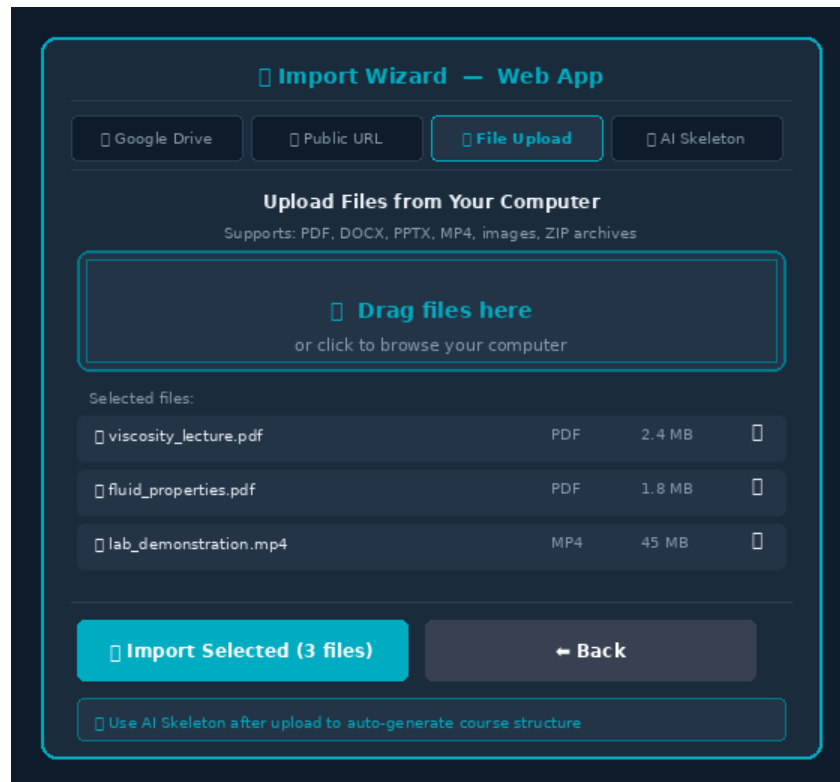 Import Wizard — Web App
Google Drive Public URL File Upload AI Skeleton
Upload Files from Your Computer
Supports: PDF, DOCX, PPTX, MP4, images, ZIP archives
Drag files here
or click to browse your computer
Selected files:
viscosity_lecture.pdf PDF 2.4 MB
fluid_properties.pdf PDF 1.8 MB
lab_demonstration.mp4 MP4 45 MB
Import Selected (3 files) ⬅ Back
Use AI Skeleton after upload to auto-generate course structure